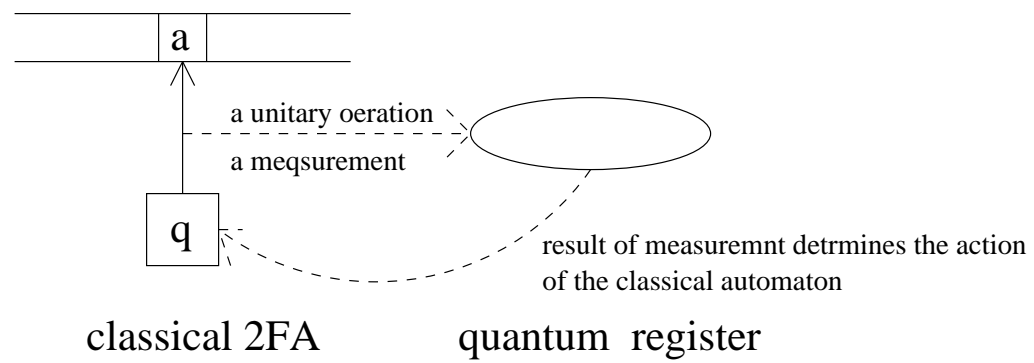 a
a unitary oeration
a meqsurement
q
result of measuremnt detrmines the action
of the classical automaton
classical 2FA
quantum register